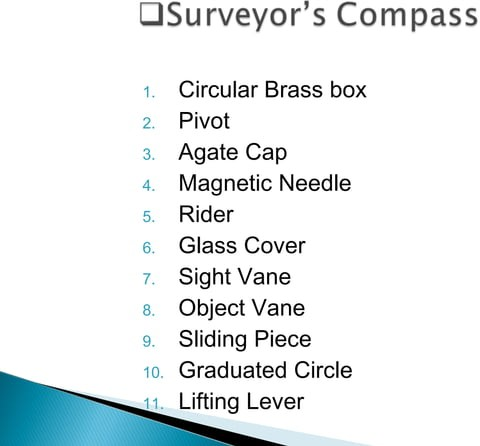 ❑Surveyor’s Compass
1. Circular Brass box
2. Pivot
3. Agate Cap
4. Magnetic Needle
5. Rider
6. Glass Cover
7. Sight Vane
8. Object Vane
9. Sliding Piece
10. Graduated Circle
11. Lifting Lever